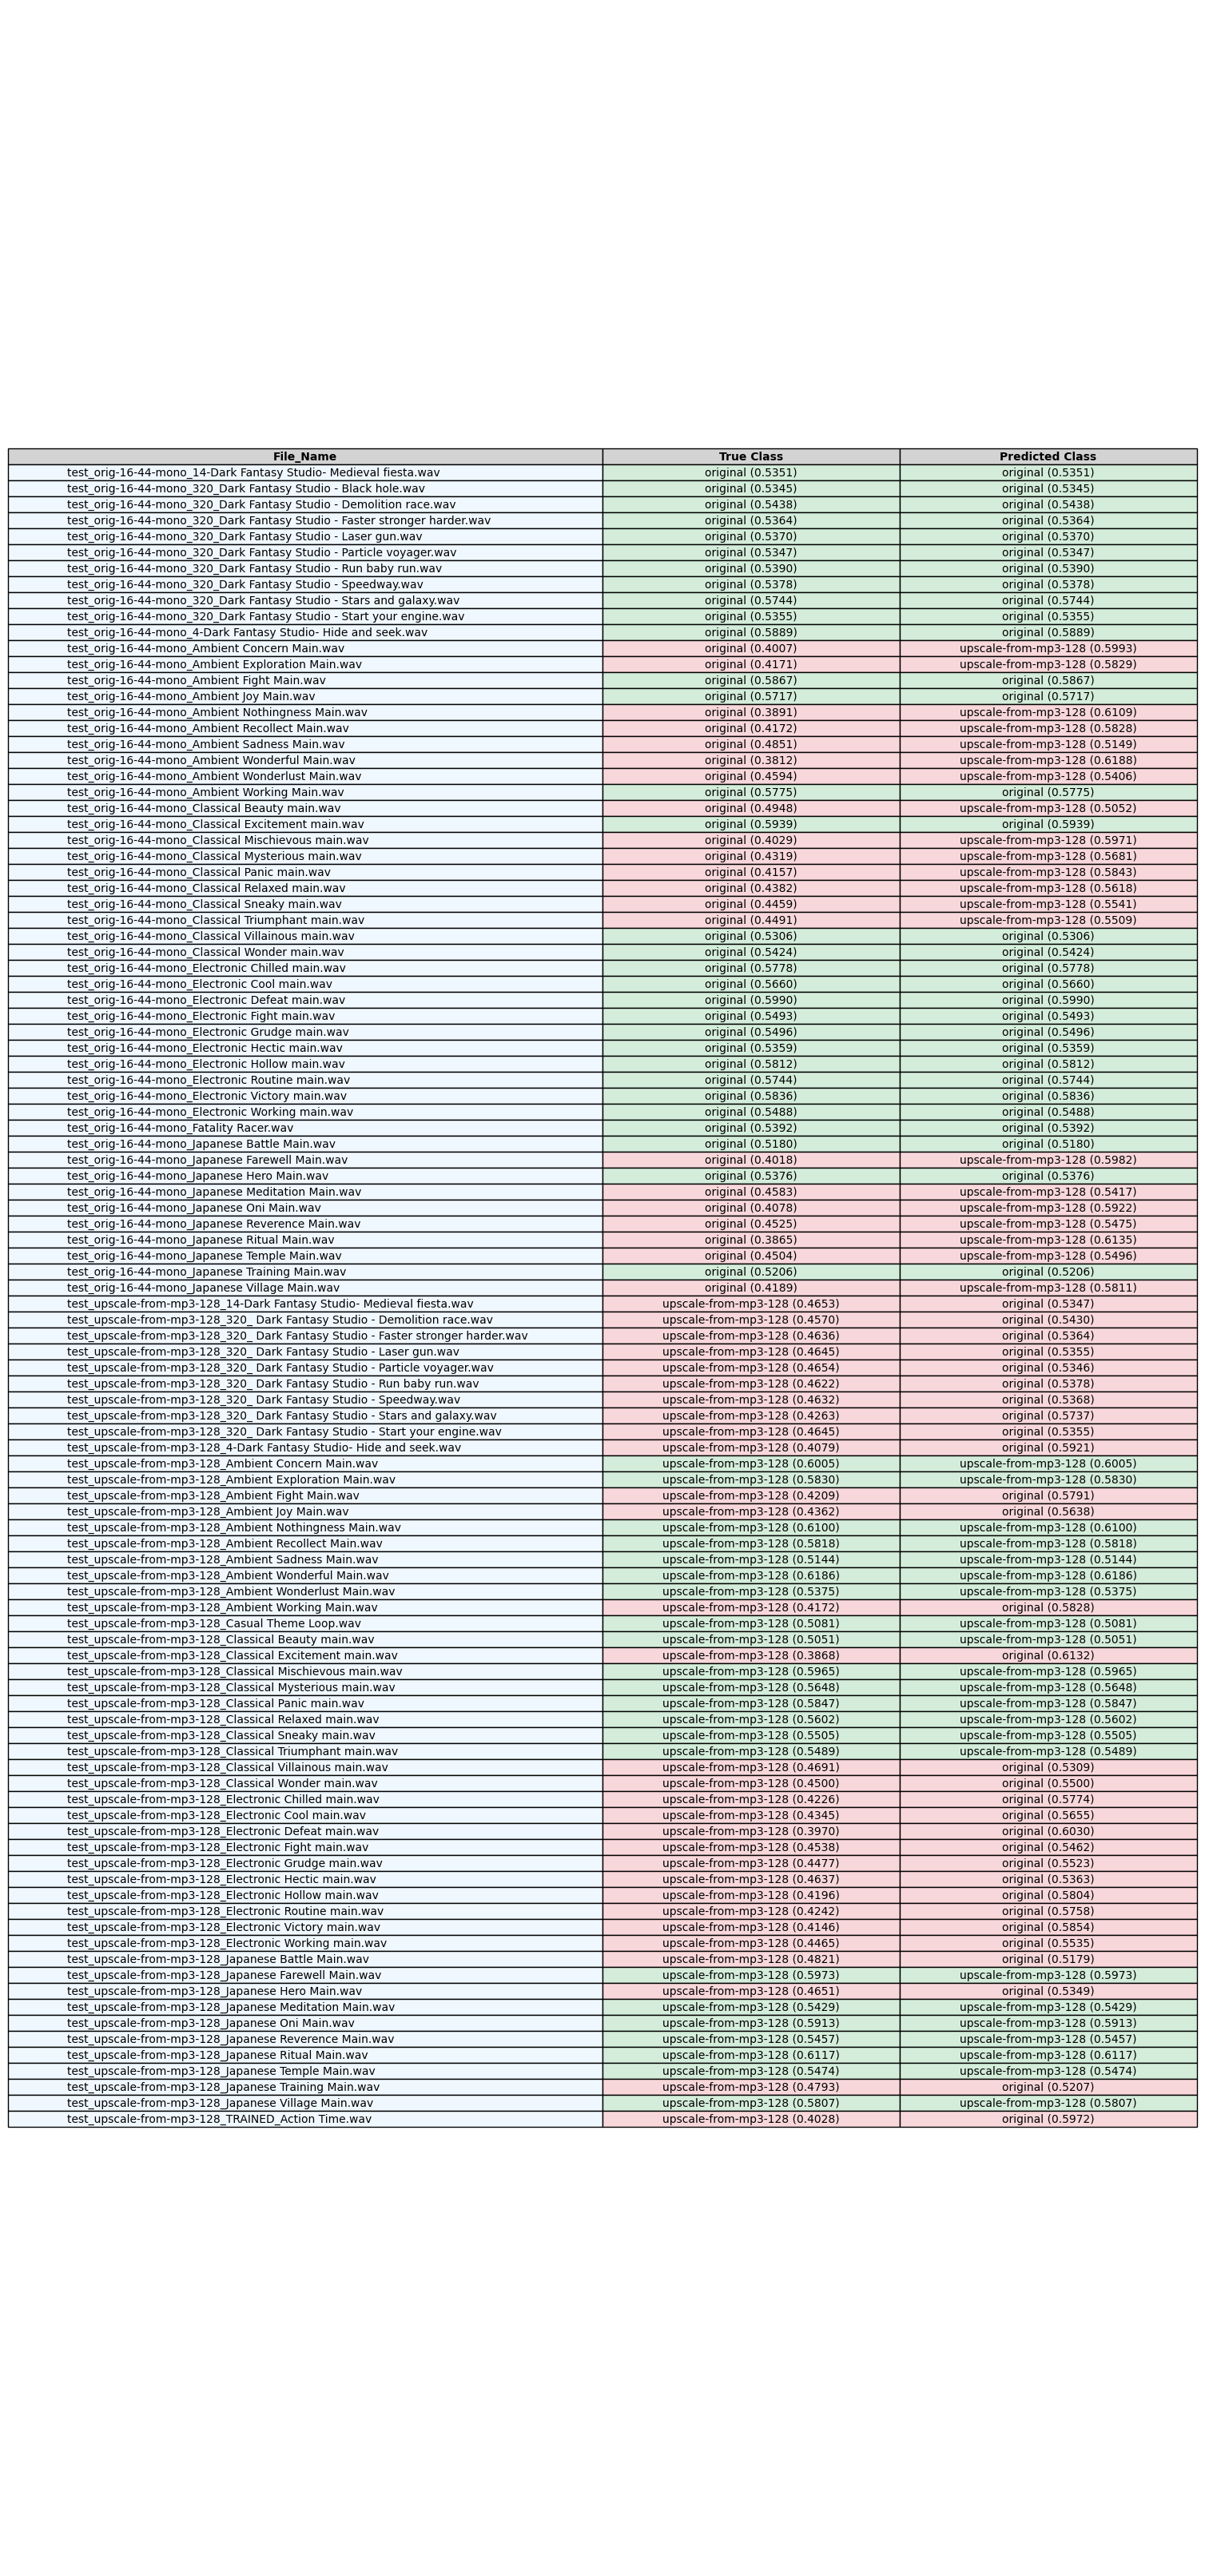 File_Name True Class Predicted Class
test_orig-16-44-mono_14-Dark Fantasy Studio- Medieval fiesta.wav original (0.5351) original (0.5351)
test_orig-16-44-mono_320_Dark Fantasy Studio - Black hole.wav original (0.5345) original (0.5345)
test_orig-16-44-mono_320_Dark Fantasy Studio - Demolition race.wav original (0.5438) original (0.5438)
test_orig-16-44-mono_320_Dark Fantasy Studio - Faster stronger harder.wav original (0.5364) original (0.5364)
test_orig-16-44-mono_320_Dark Fantasy Studio - Laser gun.wav original (0.5370) original (0.5370)
test_orig-16-44-mono_320_Dark Fantasy Studio - Particle voyager.wav original (0.5347) original (0.5347)
test_orig-16-44-mono_320_Dark Fantasy Studio - Run baby run.wav original (0.5390) original (0.5390)
test_orig-16-44-mono_320_Dark Fantasy Studio - Speedway.wav original (0.5378) original (0.5378)
test_orig-16-44-mono_320_Dark Fantasy Studio - Stars and galaxy.wav original (0.5744) original (0.5744)
test_orig-16-44-mono_320_Dark Fantasy Studio - Start your engine.wav original (0.5355) original (0.5355)
test_orig-16-44-mono_4-Dark Fantasy Studio- Hide and seek.wav original (0.5889) original (0.5889)
test_orig-16-44-mono_Ambient Concern Main.wav original (0.4007) upscale-from-mp3-128 (0.5993)
test_orig-16-44-mono_Ambient Exploration Main.wav original (0.4171) upscale-from-mp3-128 (0.5829)
test_orig-16-44-mono_Ambient Fight Main.wav original (0.5867) original (0.5867)
test_orig-16-44-mono_Ambient Joy Main.wav original (0.5717) original (0.5717)
test_orig-16-44-mono_Ambient Nothingness Main.wav original (0.3891) upscale-from-mp3-128 (0.6109)
test_orig-16-44-mono_Ambient Recollect Main.wav original (0.4172) upscale-from-mp3-128 (0.5828)
test_orig-16-44-mono_Ambient Sadness Main.wav original (0.4851) upscale-from-mp3-128 (0.5149)
test_orig-16-44-mono_Ambient Wonderful Main.wav original (0.3812) upscale-from-mp3-128 (0.6188)
test_orig-16-44-mono_Ambient Wonderlust Main.wav original (0.4594) upscale-from-mp3-128 (0.5406)
test_orig-16-44-mono_Ambient Working Main.wav original (0.5775) original (0.5775)
test_orig-16-44-mono_Classical Beauty main.wav original (0.4948) upscale-from-mp3-128 (0.5052)
test_orig-16-44-mono_Classical Excitement main.wav original (0.5939) original (0.5939)
test_orig-16-44-mono_Classical Mischievous main.wav original (0.4029) upscale-from-mp3-128 (0.5971)
test_orig-16-44-mono_Classical Mysterious main.wav original (0.4319) upscale-from-mp3-128 (0.5681)
test_orig-16-44-mono_Classical Panic main.wav original (0.4157) upscale-from-mp3-128 (0.5843)
test_orig-16-44-mono_Classical Relaxed main.wav original (0.4382) upscale-from-mp3-128 (0.5618)
test_orig-16-44-mono_Classical Sneaky main.wav original (0.4459) upscale-from-mp3-128 (0.5541)
test_orig-16-44-mono_Classical Triumphant main.wav original (0.4491) upscale-from-mp3-128 (0.5509)
test_orig-16-44-mono_Classical Villainous main.wav original (0.5306) original (0.5306)
test_orig-16-44-mono_Classical Wonder main.wav original (0.5424) original (0.5424)
test_orig-16-44-mono_Electronic Chilled main.wav original (0.5778) original (0.5778)
test_orig-16-44-mono_Electronic Cool main.wav original (0.5660) original (0.5660)
test_orig-16-44-mono_Electronic Defeat main.wav original (0.5990) original (0.5990)
test_orig-16-44-mono_Electronic Fight main.wav original (0.5493) original (0.5493)
test_orig-16-44-mono_Electronic Grudge main.wav original (0.5496) original (0.5496)
test_orig-16-44-mono_Electronic Hectic main.wav original (0.5359) original (0.5359)
test_orig-16-44-mono_Electronic Hollow main.wav original (0.5812) original (0.5812)
test_orig-16-44-mono_Electronic Routine main.wav original (0.5744) original (0.5744)
test_orig-16-44-mono_Electronic Victory main.wav original (0.5836) original (0.5836)
test_orig-16-44-mono_Electronic Working main.wav original (0.5488) original (0.5488)
test_orig-16-44-mono_Fatality Racer.wav original (0.5392) original (0.5392)
test_orig-16-44-mono_Japanese Battle Main.wav original (0.5180) original (0.5180)
test_orig-16-44-mono_Japanese Farewell Main.wav original (0.4018) upscale-from-mp3-128 (0.5982)
test_orig-16-44-mono_Japanese Hero Main.wav original (0.5376) original (0.5376)
test_orig-16-44-mono_Japanese Meditation Main.wav original (0.4583) upscale-from-mp3-128 (0.5417)
test_orig-16-44-mono_Japanese Oni Main.wav original (0.4078) upscale-from-mp3-128 (0.5922)
test_orig-16-44-mono_Japanese Reverence Main.wav original (0.4525) upscale-from-mp3-128 (0.5475)
test_orig-16-44-mono_Japanese Ritual Main.wav original (0.3865) upscale-from-mp3-128 (0.6135)
test_orig-16-44-mono_Japanese Temple Main.wav original (0.4504) upscale-from-mp3-128 (0.5496)
test_orig-16-44-mono_Japanese Training Main.wav original (0.5206) original (0.5206)
test_orig-16-44-mono_Japanese Village Main.wav original (0.4189) upscale-from-mp3-128 (0.5811)
test_upscale-from-mp3-128_14-Dark Fantasy Studio- Medieval fiesta.wav upscale-from-mp3-128 (0.4653) original (0.5347)
test_upscale-from-mp3-128_320_ Dark Fantasy Studio - Demolition race.wav upscale-from-mp3-128 (0.4570) original (0.5430)
test_upscale-from-mp3-128_320_ Dark Fantasy Studio - Faster stronger harder.wav upscale-from-mp3-128 (0.4636) original (0.5364)
test_upscale-from-mp3-128_320_ Dark Fantasy Studio - Laser gun.wav upscale-from-mp3-128 (0.4645) original (0.5355)
test_upscale-from-mp3-128_320_ Dark Fantasy Studio - Particle voyager.wav upscale-from-mp3-128 (0.4654) original (0.5346)
test_upscale-from-mp3-128_320_ Dark Fantasy Studio - Run baby run.wav upscale-from-mp3-128 (0.4622) original (0.5378)
test_upscale-from-mp3-128_320_ Dark Fantasy Studio - Speedway.wav upscale-from-mp3-128 (0.4632) original (0.5368)
test_upscale-from-mp3-128_320_ Dark Fantasy Studio - Stars and galaxy.wav upscale-from-mp3-128 (0.4263) original (0.5737)
test_upscale-from-mp3-128_320_ Dark Fantasy Studio - Start your engine.wav upscale-from-mp3-128 (0.4645) original (0.5355)
test_upscale-from-mp3-128_4-Dark Fantasy Studio- Hide and seek.wav upscale-from-mp3-128 (0.4079) original (0.5921)
test_upscale-from-mp3-128_Ambient Concern Main.wav upscale-from-mp3-128 (0.6005) upscale-from-mp3-128 (0.6005)
test_upscale-from-mp3-128_Ambient Exploration Main.wav upscale-from-mp3-128 (0.5830) upscale-from-mp3-128 (0.5830)
test_upscale-from-mp3-128_Ambient Fight Main.wav upscale-from-mp3-128 (0.4209) original (0.5791)
test_upscale-from-mp3-128_Ambient Joy Main.wav upscale-from-mp3-128 (0.4362) original (0.5638)
test_upscale-from-mp3-128_Ambient Nothingness Main.wav upscale-from-mp3-128 (0.6100) upscale-from-mp3-128 (0.6100)
test_upscale-from-mp3-128_Ambient Recollect Main.wav upscale-from-mp3-128 (0.5818) upscale-from-mp3-128 (0.5818)
test_upscale-from-mp3-128_Ambient Sadness Main.wav upscale-from-mp3-128 (0.5144) upscale-from-mp3-128 (0.5144)
test_upscale-from-mp3-128_Ambient Wonderful Main.wav upscale-from-mp3-128 (0.6186) upscale-from-mp3-128 (0.6186)
test_upscale-from-mp3-128_Ambient Wonderlust Main.wav upscale-from-mp3-128 (0.5375) upscale-from-mp3-128 (0.5375)
test_upscale-from-mp3-128_Ambient Working Main.wav upscale-from-mp3-128 (0.4172) original (0.5828)
test_upscale-from-mp3-128_Casual Theme Loop.wav upscale-from-mp3-128 (0.5081) upscale-from-mp3-128 (0.5081)
test_upscale-from-mp3-128_Classical Beauty main.wav upscale-from-mp3-128 (0.5051) upscale-from-mp3-128 (0.5051)
test_upscale-from-mp3-128_Classical Excitement main.wav upscale-from-mp3-128 (0.3868) original (0.6132)
test_upscale-from-mp3-128_Classical Mischievous main.wav upscale-from-mp3-128 (0.5965) upscale-from-mp3-128 (0.5965)
test_upscale-from-mp3-128_Classical Mysterious main.wav upscale-from-mp3-128 (0.5648) upscale-from-mp3-128 (0.5648)
test_upscale-from-mp3-128_Classical Panic main.wav upscale-from-mp3-128 (0.5847) upscale-from-mp3-128 (0.5847)
test_upscale-from-mp3-128_Classical Relaxed main.wav upscale-from-mp3-128 (0.5602) upscale-from-mp3-128 (0.5602)
test_upscale-from-mp3-128_Classical Sneaky main.wav upscale-from-mp3-128 (0.5505) upscale-from-mp3-128 (0.5505)
test_upscale-from-mp3-128_Classical Triumphant main.wav upscale-from-mp3-128 (0.5489) upscale-from-mp3-128 (0.5489)
test_upscale-from-mp3-128_Classical Villainous main.wav upscale-from-mp3-128 (0.4691) original (0.5309)
test_upscale-from-mp3-128_Classical Wonder main.wav upscale-from-mp3-128 (0.4500) original (0.5500)
test_upscale-from-mp3-128_Electronic Chilled main.wav upscale-from-mp3-128 (0.4226) original (0.5774)
test_upscale-from-mp3-128_Electronic Cool main.wav upscale-from-mp3-128 (0.4345) original (0.5655)
test_upscale-from-mp3-128_Electronic Defeat main.wav upscale-from-mp3-128 (0.3970) original (0.6030)
test_upscale-from-mp3-128_Electronic Fight main.wav upscale-from-mp3-128 (0.4538) original (0.5462)
test_upscale-from-mp3-128_Electronic Grudge main.wav upscale-from-mp3-128 (0.4477) original (0.5523)
test_upscale-from-mp3-128_Electronic Hectic main.wav upscale-from-mp3-128 (0.4637) original (0.5363)
test_upscale-from-mp3-128_Electronic Hollow main.wav upscale-from-mp3-128 (0.4196) original (0.5804)
test_upscale-from-mp3-128_Electronic Routine main.wav upscale-from-mp3-128 (0.4242) original (0.5758)
test_upscale-from-mp3-128_Electronic Victory main.wav upscale-from-mp3-128 (0.4146) original (0.5854)
test_upscale-from-mp3-128_Electronic Working main.wav upscale-from-mp3-128 (0.4465) original (0.5535)
test_upscale-from-mp3-128_Japanese Battle Main.wav upscale-from-mp3-128 (0.4821) original (0.5179)
test_upscale-from-mp3-128_Japanese Farewell Main.wav upscale-from-mp3-128 (0.5973) upscale-from-mp3-128 (0.5973)
test_upscale-from-mp3-128_Japanese Hero Main.wav upscale-from-mp3-128 (0.4651) original (0.5349)
test_upscale-from-mp3-128_Japanese Meditation Main.wav upscale-from-mp3-128 (0.5429) upscale-from-mp3-128 (0.5429)
test_upscale-from-mp3-128_Japanese Oni Main.wav upscale-from-mp3-128 (0.5913) upscale-from-mp3-128 (0.5913)
test_upscale-from-mp3-128_Japanese Reverence Main.wav upscale-from-mp3-128 (0.5457) upscale-from-mp3-128 (0.5457)
test_upscale-from-mp3-128_Japanese Ritual Main.wav upscale-from-mp3-128 (0.6117) upscale-from-mp3-128 (0.6117)
test_upscale-from-mp3-128_Japanese Temple Main.wav upscale-from-mp3-128 (0.5474) upscale-from-mp3-128 (0.5474)
test_upscale-from-mp3-128_Japanese Training Main.wav upscale-from-mp3-128 (0.4793) original (0.5207)
test_upscale-from-mp3-128_Japanese Village Main.wav upscale-from-mp3-128 (0.5807) upscale-from-mp3-128 (0.5807)
test_upscale-from-mp3-128_TRAINED_Action Time.wav upscale-from-mp3-128 (0.4028) original (0.5972)